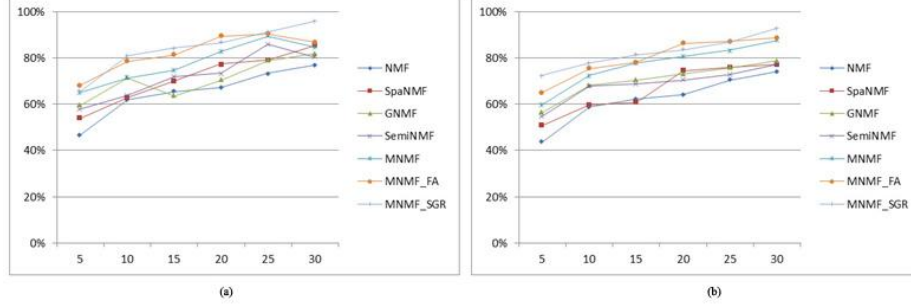 100%
80%
60%
40%
20%
0%
5 10 15 20 25 30
NMF
SpaNMF
GNMF
SemiNMF
MNMF
MNMF_FA
MNMF_SGR
(a)
100%
80%
60%
40%
20%
0%
5 10 15 20 25 30
NMF
SpaNMF
GNMF
SemiNMF
MNMF
MNMF_FA
MNMF_SGR
(b)